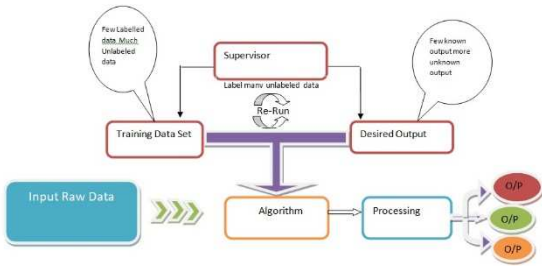 Few Labelled
data Much
Unlabeled
data
Supervisor
Few known
output more
unknown
output
Label many unlabeled data
Re-Run
Training Data Set
Desired Output
Input Raw Data
Algorithm
Processing
O/P
O/P
O/P